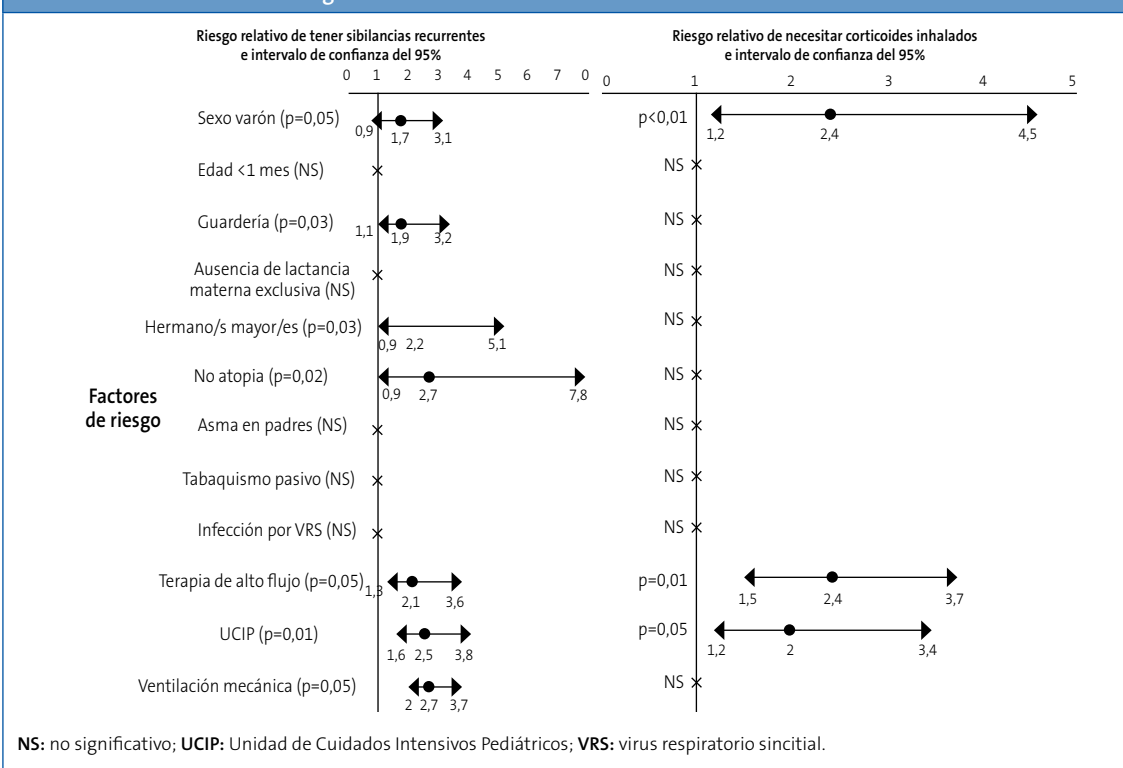 Riesgo relativo de tener sibilancias recurrentes
e intervalo de confianza del 95%
0 1 2 3 4 5 6 7 0
Riesgo relativo de necesitar corticoides inhalados
e intervalo de confianza del 95%
0 1 2 3 4 5
Factores
de riesgo
Sexo varón (p=0,05)
0,9 1,7 3,1
p<0,01
1,2 2,4 4,5
Edad <1 mes (NS)
NS
Guardería (p=0,03)
1,1 1,9 3,2
NS
Ausencia de lactancia
materna exclusiva (NS)
NS
Hermano/s mayor/es (p=0,03)
0,9 2,2 5,1
NS
No atopia (p=0,02)
0,9 2,7 7,8
NS
Asma en padres (NS)
NS
Tabaquismo pasivo (NS)
NS
Infección por VRS (NS)
NS
Terapia de alto flujo (p=0,05)
1,3 2,1 3,6
p=0,01
1,5 2,4 3,7
UCIP (p=0,01)
1,6 2,5 3,8
p=0,05
1,2 2 3,4
Ventilación mecánica (p=0,05)
2 2,7 3,7
NS
NS: no significativo; UCIP: Unidad de Cuidados Intensivos Pediátricos; VRS: virus respiratorio sincitial.